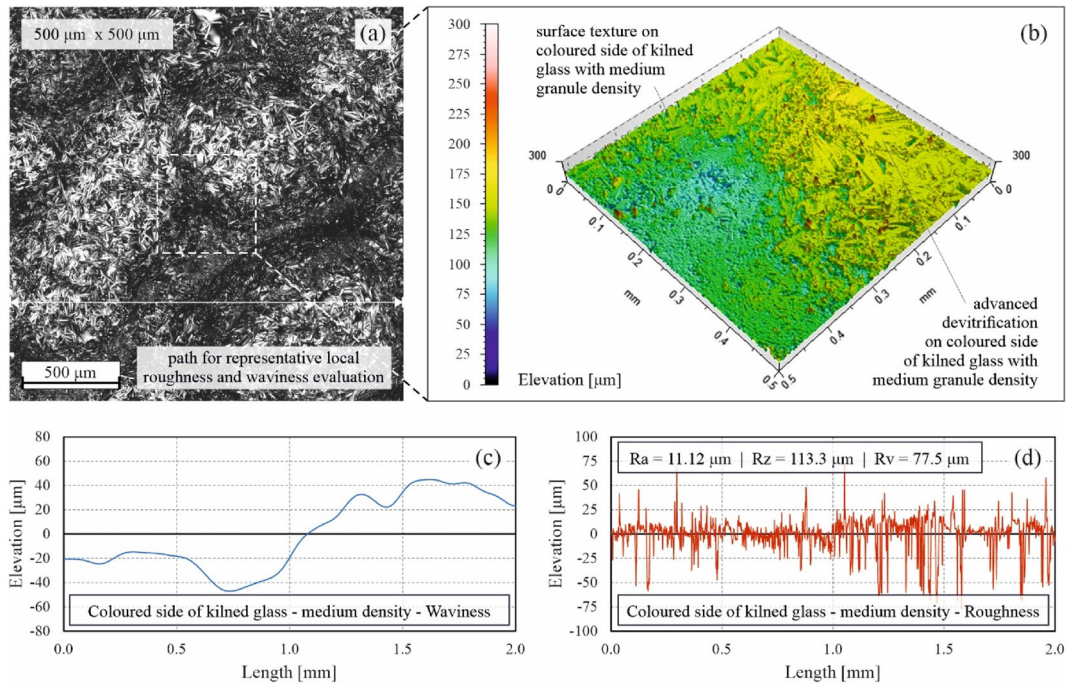 500 μm x 500 μm
(a)
500 μm
path for representative local
roughness and waviness evaluation
300
275
250
225
200
175
150
125
100
75
50
25
0
Elevation [μm]
(b)
surface texture on
coloured side of kilned
glass with medium
granule density
300
0
0.1
0.2
0.3
0.4
0.5
mm
300
0
0
0.1
0.2
0.3
0.4
0.5
mm
0
advanced
devitrification
on coloured side
of kilned glass with
medium granule density
(c)
Elevation [μm]
80
60
40
20
0
-20
-40
-60
-80
Coloured side of kilned glass - medium density - Waviness
0.0
0.5
1.0
1.5
2.0
Length [mm]
(d)
Ra = 11.12 μm | Rz = 113.3 μm | Rv = 77.5 μm
Elevation [μm]
100
75
50
25
0
-25
-50
-75
-100
Coloured side of kilned glass - medium density - Roughness
0.0
0.5
1.0
1.5
2.0
Length [mm]